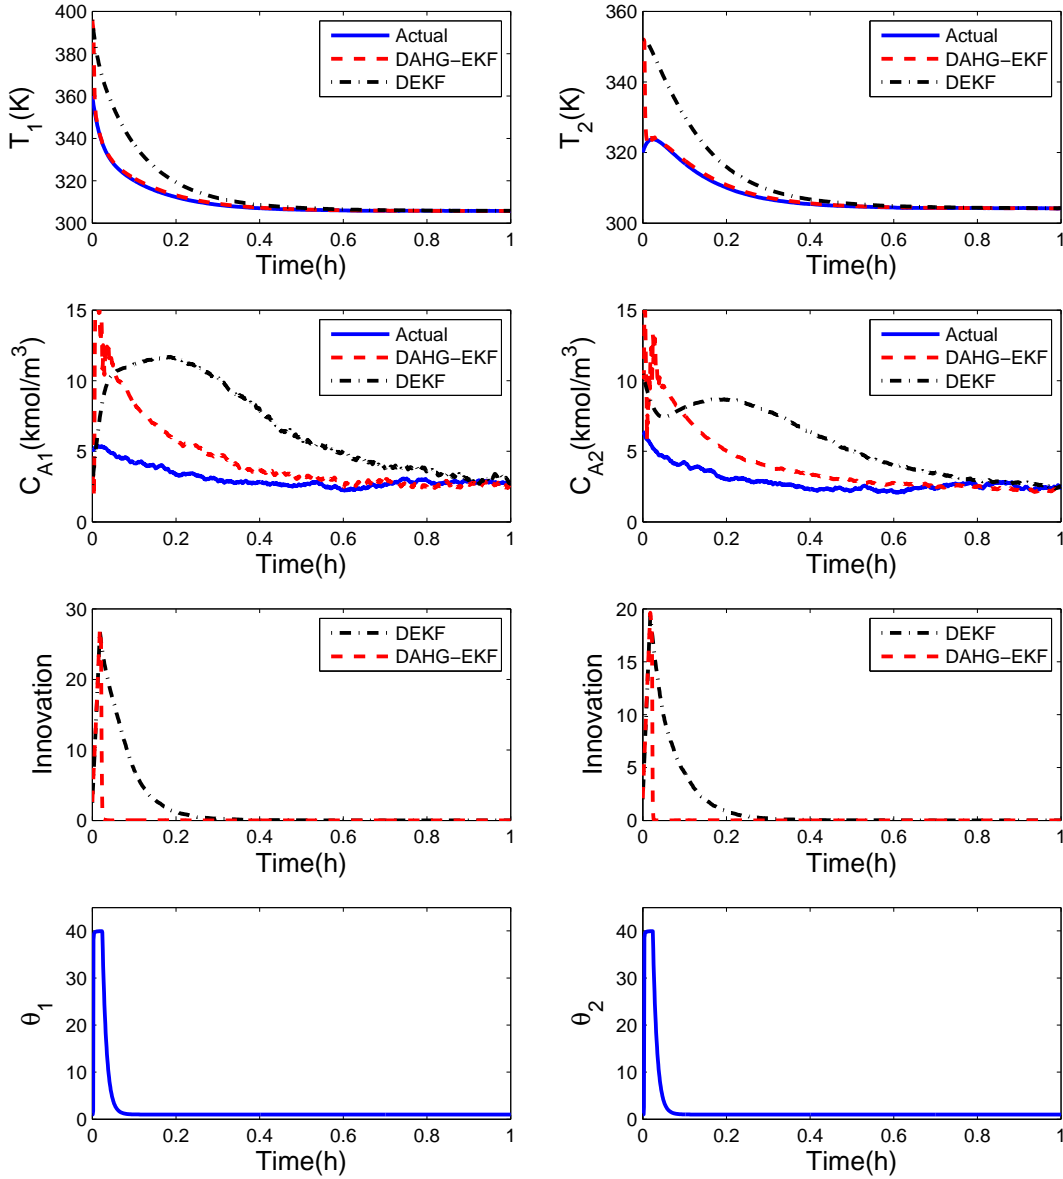 400
380
360
340
320
300
T1(K)
Actual
DAHG-EKF
DEKF
0 0.2 0.4 0.6 0.8 1
Time(h)
360
340
320
300
T2(K)
Actual
DAHG-EKF
DEKF
0 0.2 0.4 0.6 0.8 1
Time(h)
15
10
5
0
CA1(kmol/m3)
Actual
DAHG-EKF
DEKF
0 0.2 0.4 0.6 0.8 1
Time(h)
15
10
5
0
CA2(kmol/m3)
Actual
DAHG-EKF
DEKF
0 0.2 0.4 0.6 0.8 1
Time(h)
30
20
10
0
Innovation
DEKF
DAHG-EKF
0 0.2 0.4 0.6 0.8 1
Time(h)
20
15
10
5
0
Innovation
DEKF
DAHG-EKF
0 0.2 0.4 0.6 0.8 1
Time(h)
40
30
20
10
0
θ1
0 0.2 0.4 0.6 0.8 1
Time(h)
40
30
20
10
0
θ2
0 0.2 0.4 0.6 0.8 1
Time(h)